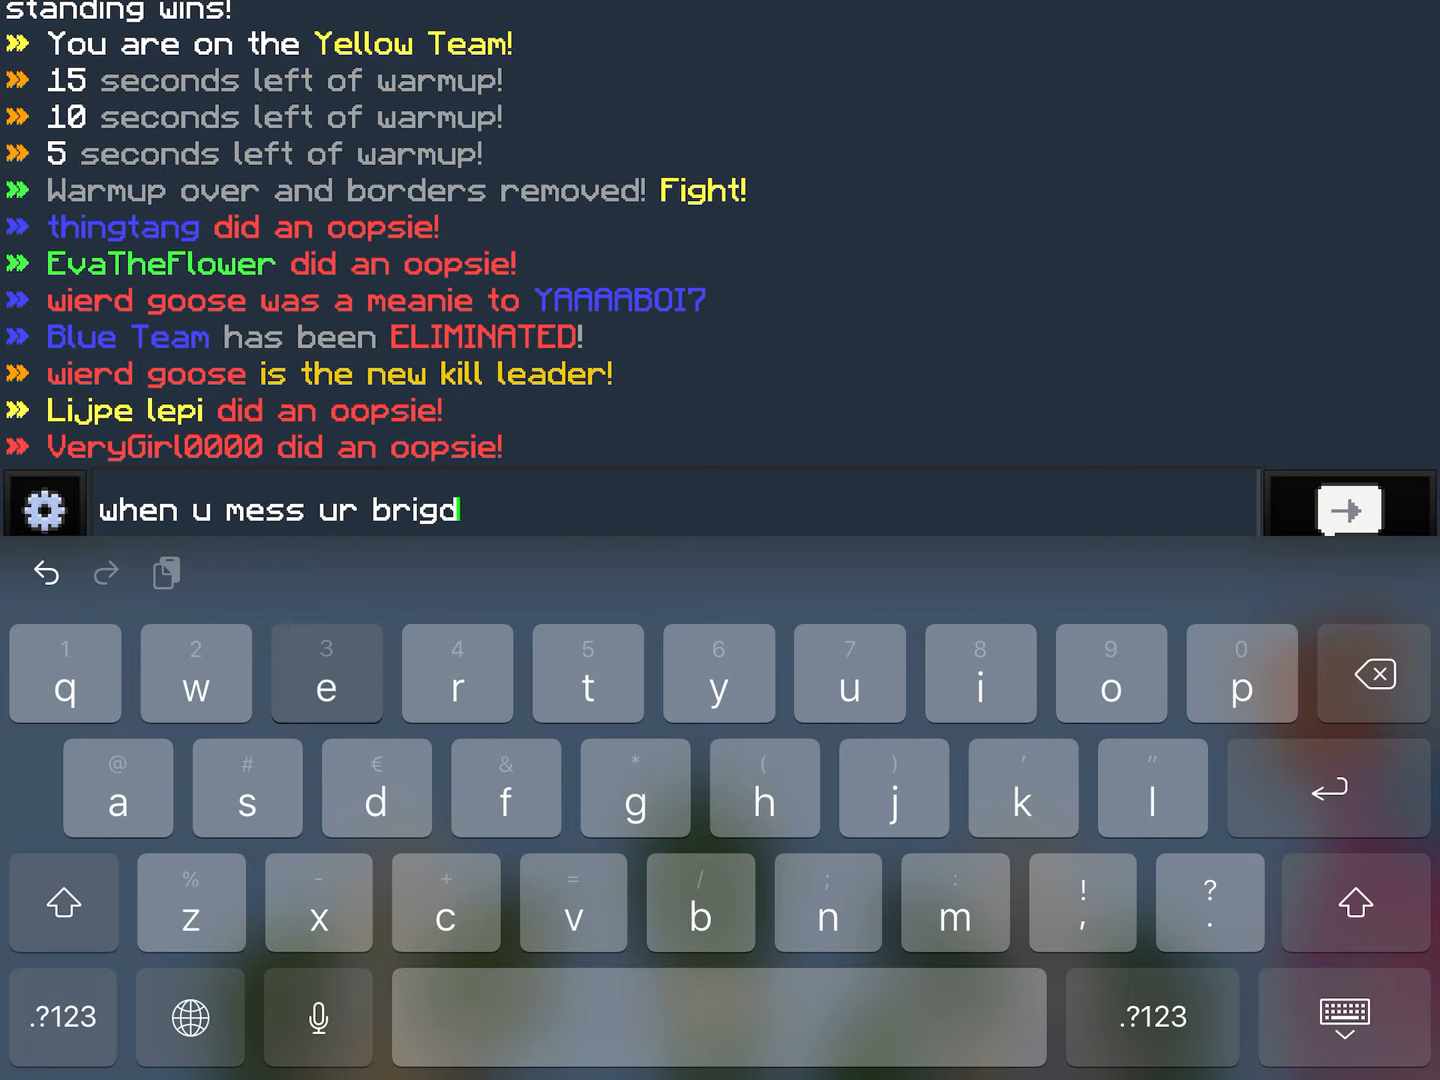 standing wins!
» You are on the Yellow Team!
» 15 seconds left of warmup!
» 10 seconds left of warmup!
» 5 seconds left of warmup!
» Warmup over and borders removed! Fight!
» thingtang did an oopsie!
» EvaTheFlower did an oopsie!
» wierd goose was a meanie to YAAAABOI7
» Blue Team has been ELIMINATED!
» wierd goose is the new kill leader!
» Lijpe lepi did an oopsie!
» VeryGirl0000 did an oopsie!
when u mess ur brigd
1 2 3 4 5 6 7 8 9 0
q w e r t y u i o p
@ # € & * ( ) ' "
a s d f g h j k l
% - + = / ; : ! ?
z x c v b n m , .
.?123 .?123